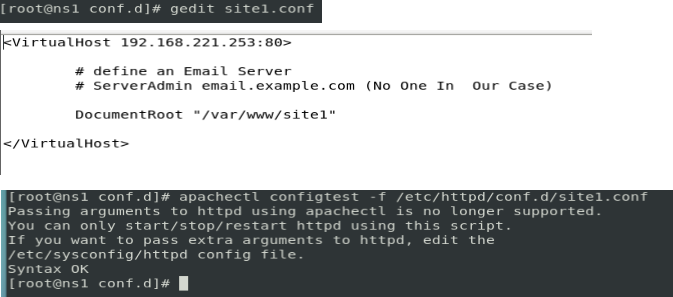 [root@ns1 conf.d]# gedit site1.conf
<VirtualHost 192.168.221.253:80>
# define an Email Server
# ServerAdmin email.example.com (No One In  Our Case)
DocumentRoot "/var/www/site1"
</VirtualHost>
[root@ns1 conf.d]# apachectl configtest -f /etc/httpd/conf.d/site1.conf
Passing arguments to httpd using apachectl is no longer supported.
You can only start/stop/restart httpd using this script.
If you want to pass extra arguments to httpd, edit the
/etc/sysconfig/httpd config file.
Syntax OK
[root@ns1 conf.d]#